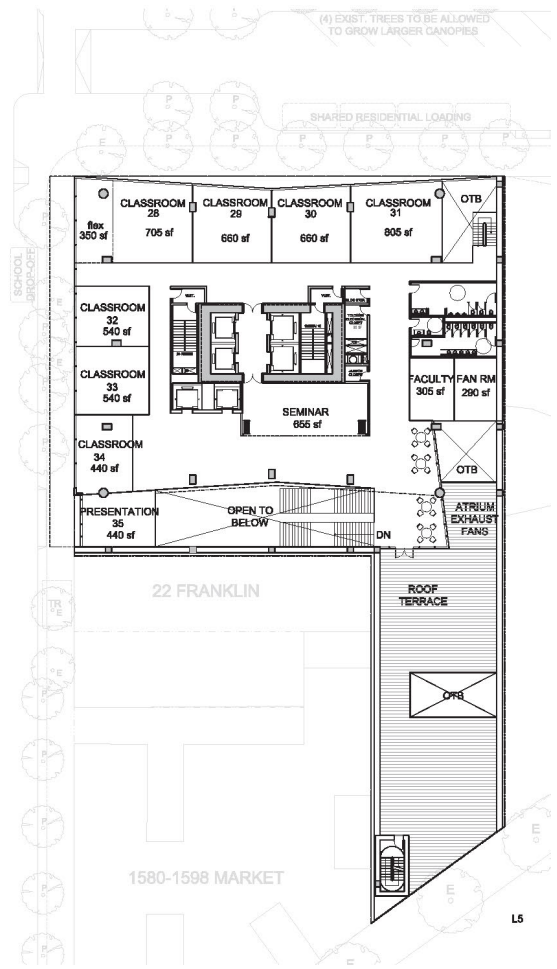 (4) EXIST. TREES TO BE ALLOWED
TO GROW LARGER CANOPIES
SHARED RESIDENTIAL LOADING
SCHOOL
DROP-OFF
flex
350 sf
CLASSROOM
28
705 sf
CLASSROOM
29
660 sf
CLASSROOM
30
660 sf
CLASSROOM
31
805 sf
OTB
CLASSROOM
32
540 sf
CLASSROOM
33
540 sf
CLASSROOM
34
440 sf
SEMINAR
655 sf
FACULTY
305 sf
FAN RM
290 sf
OTB
PRESENTATION
35
440 sf
OPEN TO
BELOW
DN
ATRIUM
EXHAUST
FANS
22 FRANKLIN
ROOF
TERRACE
OTB
1580-1598 MARKET
L5